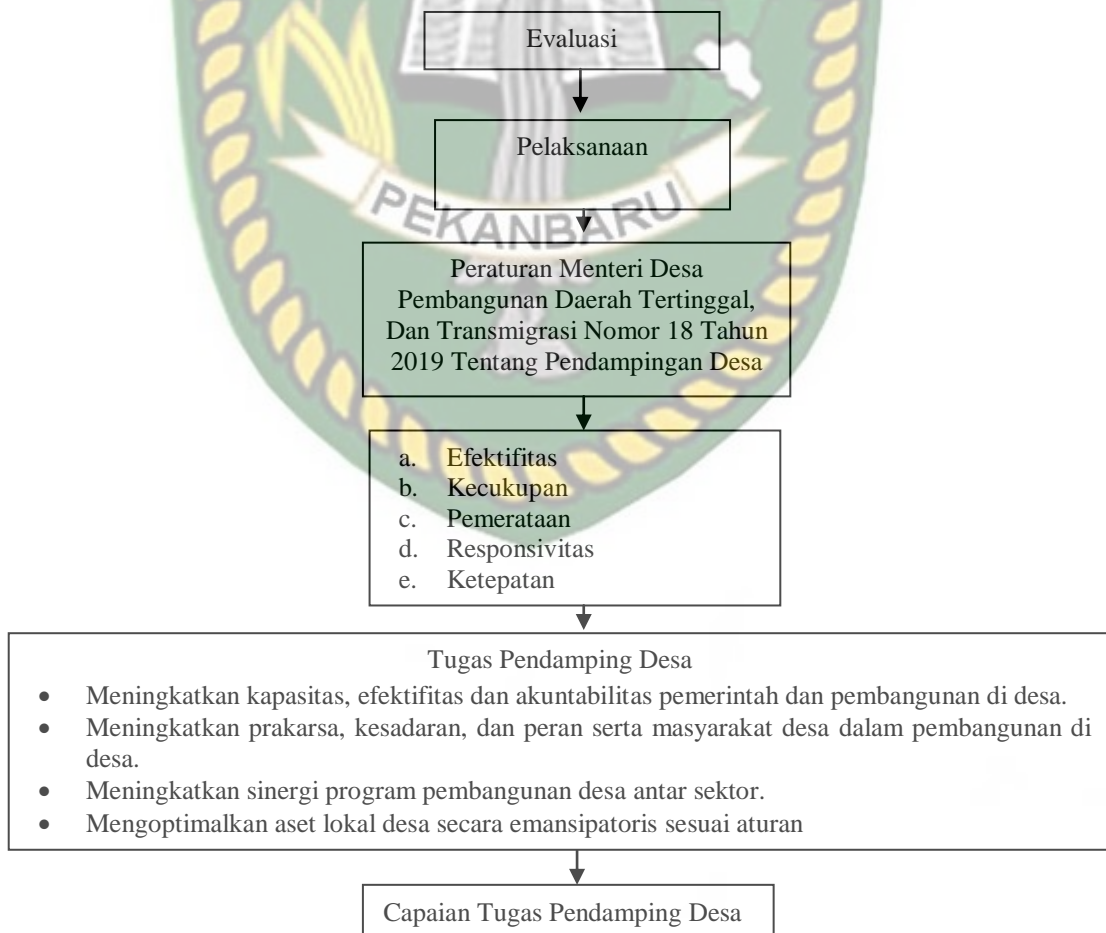 Evaluasi
Pelaksanaan
PEKANBARU
Peraturan Menteri Desa
Pembangunan Daerah Tertinggal,
Dan Transmigrasi Nomor 18 Tahun
2019 Tentang Pendampingan Desa
a. Efektifitas
b. Kecukupan
c. Pemerataan
d. Responsivitas
e. Ketepatan
Tugas Pendamping Desa
• Meningkatkan kapasitas, efektifitas dan akuntabilitas pemerintah dan pembangunan di desa.
• Meningkatkan prakarsa, kesadaran, dan peran serta masyarakat desa dalam pembangunan di
desa.
• Meningkatkan sinergi program pembangunan desa antar sektor.
• Mengoptimalkan aset lokal desa secara emansipatoris sesuai aturan
Capaian Tugas Pendamping Desa